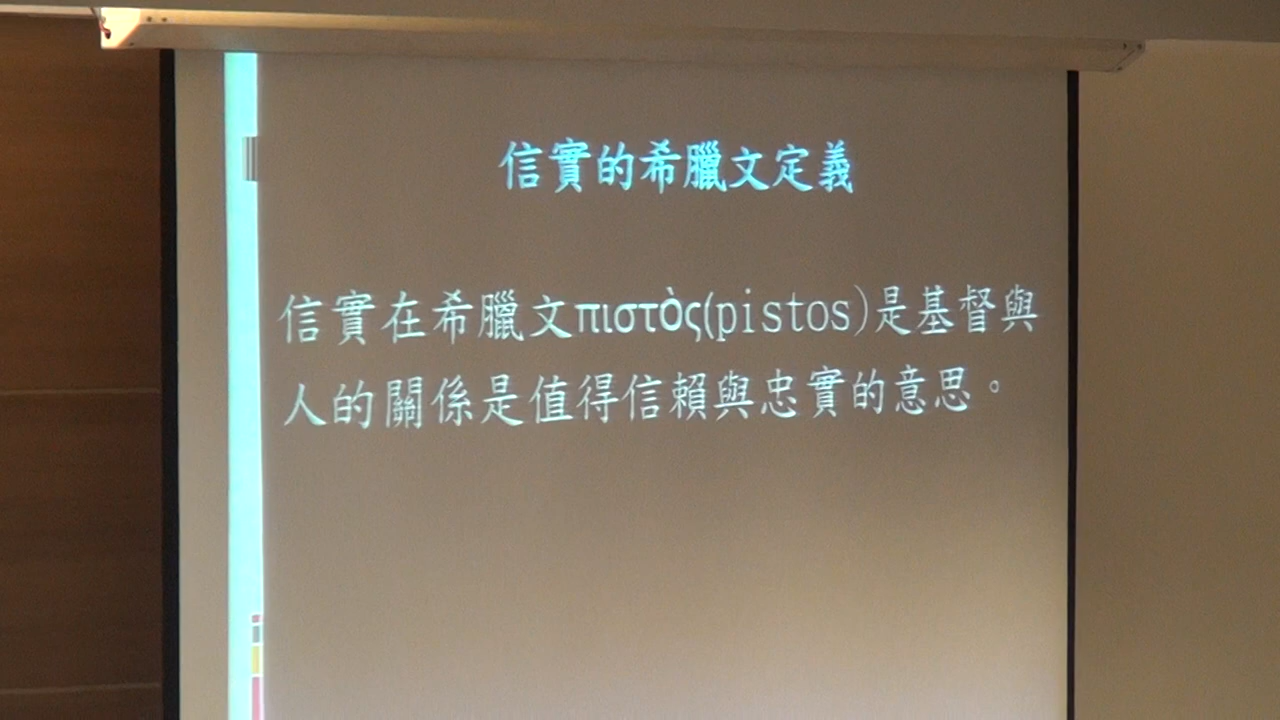 信實的希臘文定義
信實在希臘文πιστὸς(pistos)是基督與
人的關係是值得信賴與忠實的意思。